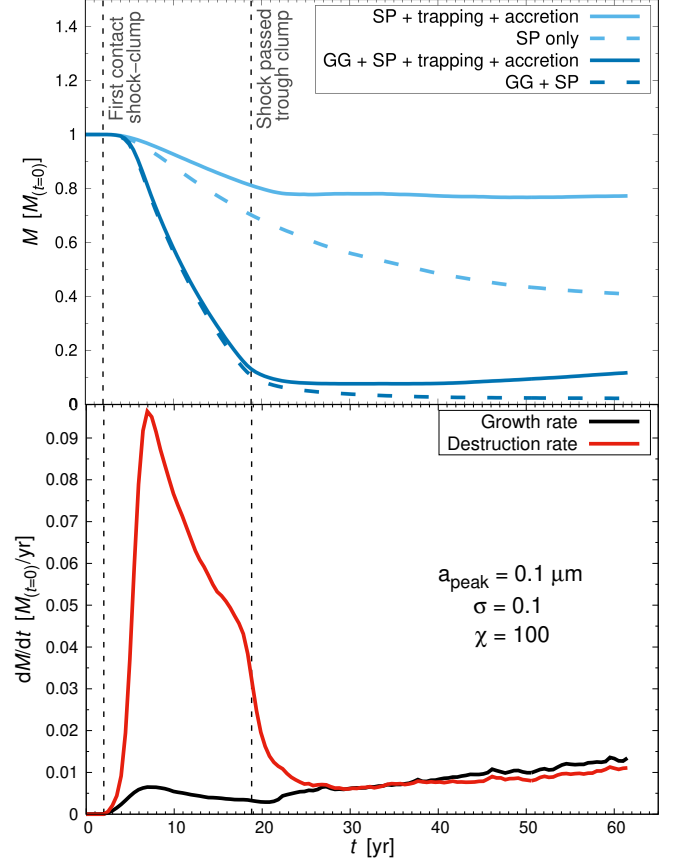 1.4
1.2
1
0.8
0.6
0.4
0.2
0
M [M(t=0)]
First contact
shock−clump
Shock passed
trough clump
SP + trapping + accretion
SP only
GG + SP + trapping + accretion
GG + SP
0.09
0.08
0.07
0.06
0.05
0.04
0.03
0.02
0.01
0
dM/dt [M(t=0)/yr]
Growth rate
Destruction rate
apeak = 0.1 μm
σ = 0.1
χ = 100
0 10 20 30 40 50 60
t [yr]